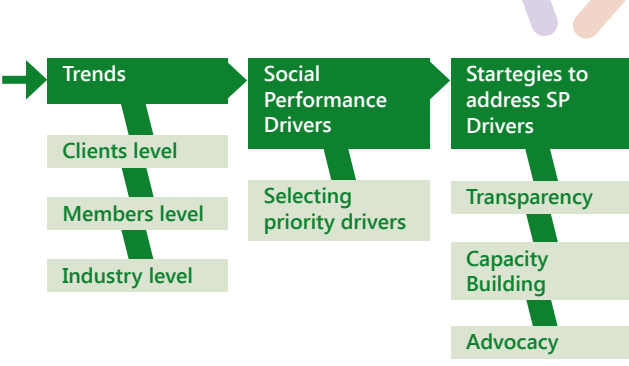 Trends
Clients level
Members level
Industry level
Social
Performance
Drivers
Selecting
priority drivers
Startegies to
address SP
Drivers
Transparency
Capacity
Building
Advocacy